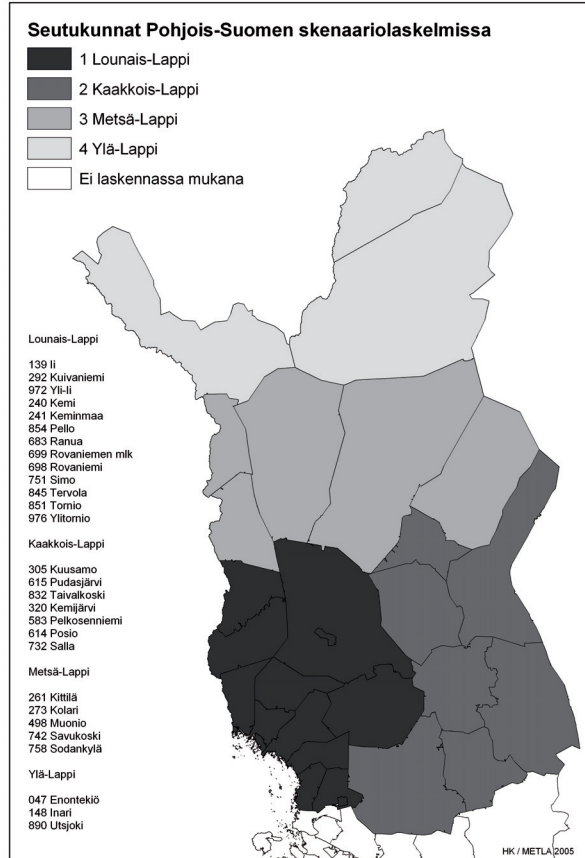 Seutukunnat Pohjois-Suomen skenaariolaskelmissa
1 Lounais-Lappi
2 Kaakkois-Lappi
3 Metsä-Lappi
4 Ylä-Lappi
Ei laskennassa mukana
Lounais-Lappi
139 Ii
292 Kuivaniemi
972 Yli-Ii
240 Kemi
241 Keminmaa
854 Pello
683 Ranua
699 Rovaniemen mlk
698 Rovaniemi
751 Simo
845 Tervola
851 Tornio
976 Ylitornio
Kaakkois-Lappi
305 Kuusamo
615 Pudasjärvi
832 Taivalkoski
320 Kemijärvi
583 Pelkosenniemi
614 Posio
732 Salla
Metsä-Lappi
261 Kittilä
273 Kolari
498 Muonio
742 Savukoski
758 Sodankylä
Ylä-Lappi
047 Enontekiö
148 Inari
890 Utsjoki
HK / METLA 2005